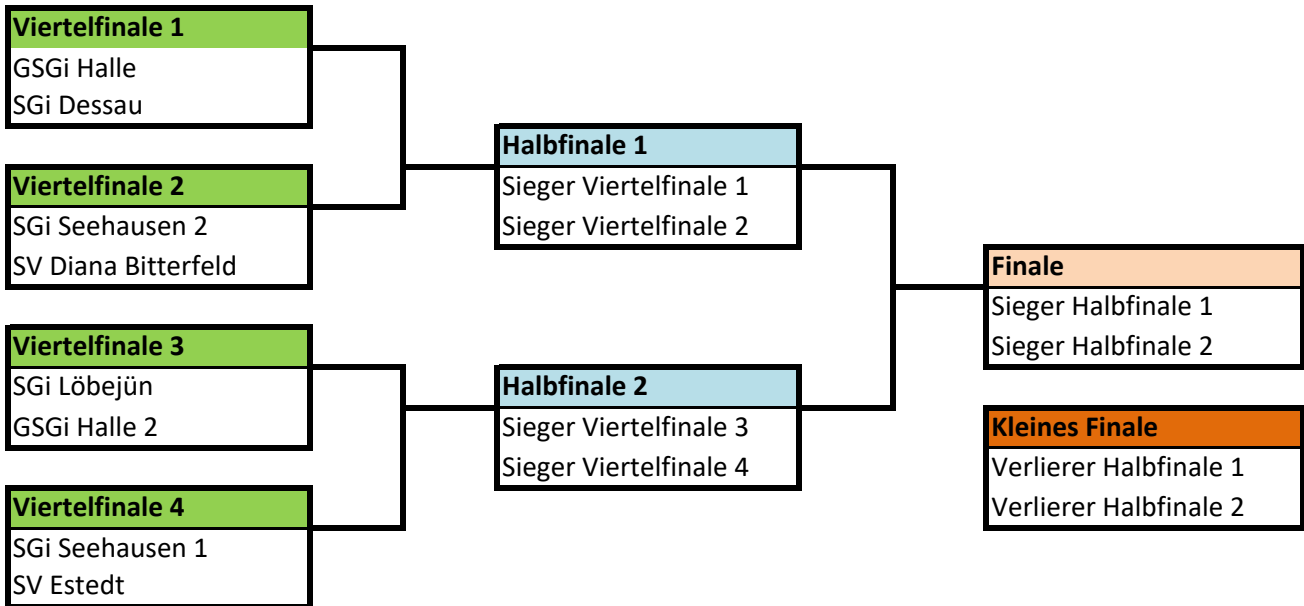 Viertelfinale 1
GSGi Halle
SGi Dessau
Viertelfinale 2
SGi Seehausen 2
SV Diana Bitterfeld
Viertelfinale 3
SGi Löbejün
GSGi Halle 2
Viertelfinale 4
SGi Seehausen 1
SV Estedt
Halbfinale 1
Sieger Viertelfinale 1
Sieger Viertelfinale 2
Halbfinale 2
Sieger Viertelfinale 3
Sieger Viertelfinale 4
Finale
Sieger Halbfinale 1
Sieger Halbfinale 2
Kleines Finale
Verlierer Halbfinale 1
Verlierer Halbfinale 2